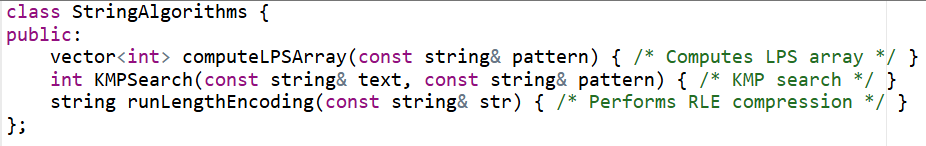 class StringAlgorithms {
public:
    vector<int> computeLPSArray(const string& pattern) { /* Computes LPS array */ }
    int KMPSearch(const string& text, const string& pattern) { /* KMP search */ }
    string runLengthEncoding(const string& str) { /* Performs RLE compression */ }
};